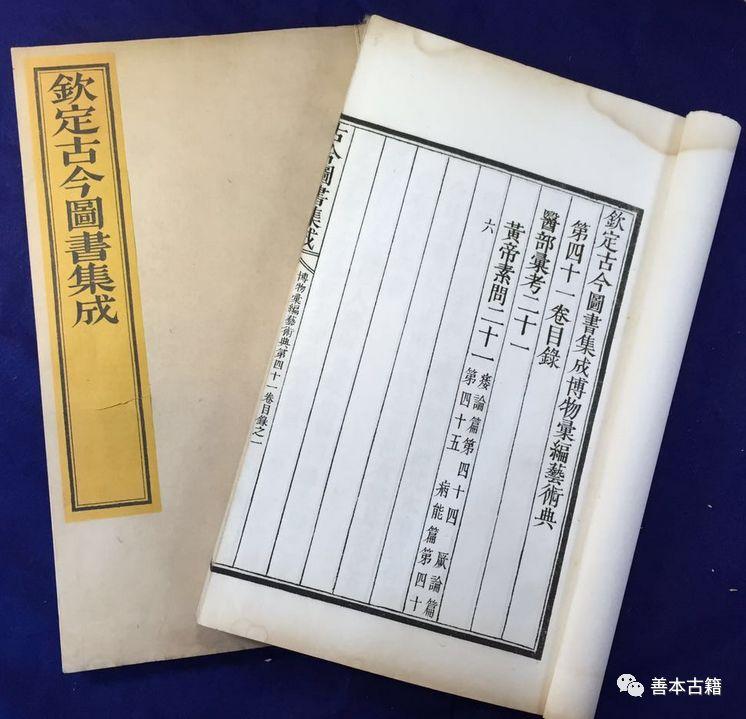 欽定古今圖書集成
欽定古今圖書集成博物彙編藝術典
第四十一卷目錄
醫部彙考二十一
黃帝素問二十一
痿論篇第四十四 厥論篇
第四十五 病能篇第四十
六
古今圖書集成
博物彙編藝術典第四十一卷目錄之一
善本古籍